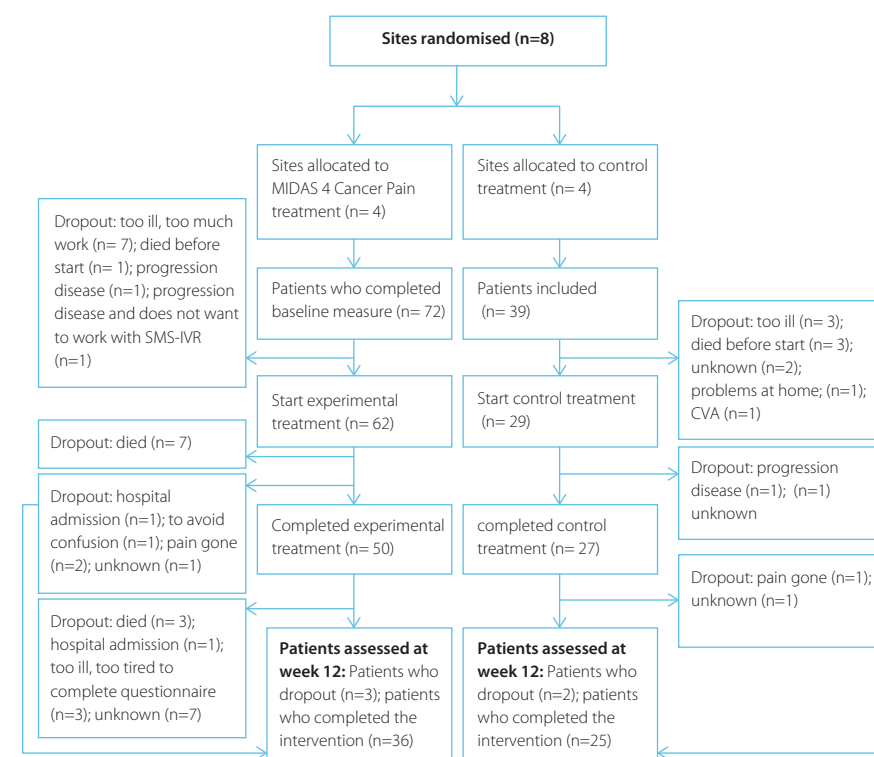 Sites randomised (n=8)
Sites allocated to
MIDAS 4 Cancer Pain
treatment (n= 4)
Sites allocated to control
treatment (n= 4)
Dropout: too ill, too much
work (n= 7); died before
start (n= 1); progression
disease (n=1); progression
disease and does not want
to work with SMS-IVR
(n=1)
Patients who completed
baseline measure (n= 72)
Patients included
(n= 39)
Dropout: too ill (n= 3);
died before start (n= 3);
unknown (n=2);
problems at home; (n=1);
CVA (n=1)
Start experimental
treatment (n= 62)
Start control treatment
(n= 29)
Dropout: died (n= 7)
Dropout: progression
disease (n=1); (n=1)
unknown
Dropout: hospital
admission (n=1); to avoid
confusion (n=1); pain gone
(n=2); unknown (n=1)
Completed experimental
treatment (n= 50)
completed control
treatment (n= 27)
Dropout: pain gone (n=1);
unknown (n=1)
Dropout: died (n= 3);
hospital admission (n=1);
too ill, too tired to
complete questionnaire
(n=3); unknown (n=7)
Patients assessed at
week 12: Patients who
dropout (n=3); patients
who completed the
intervention (n=36)
Patients assessed at
week 12: Patients who
dropout (n=2); patients
who completed the
intervention (n=25)